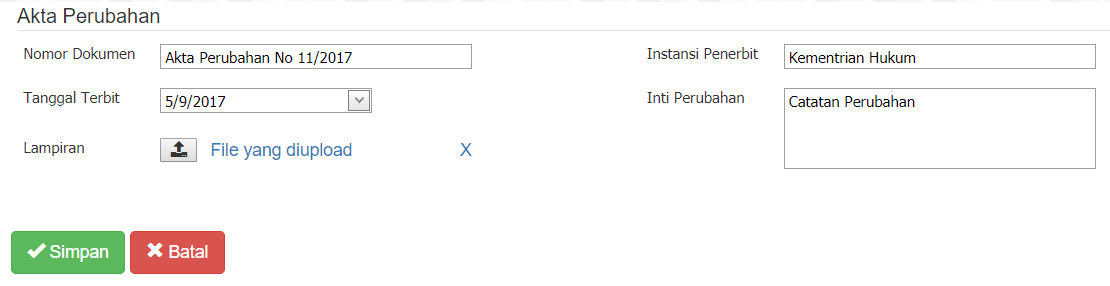 Akta Perubahan
Nomor Dokumen Akta Perubahan No 11/2017 Instansi Penerbit Kementrian Hukum
Tanggal Terbit 5/9/2017 Inti Perubahan Catatan Perubahan
Lampiran File yang diupload X
Simpan Batal